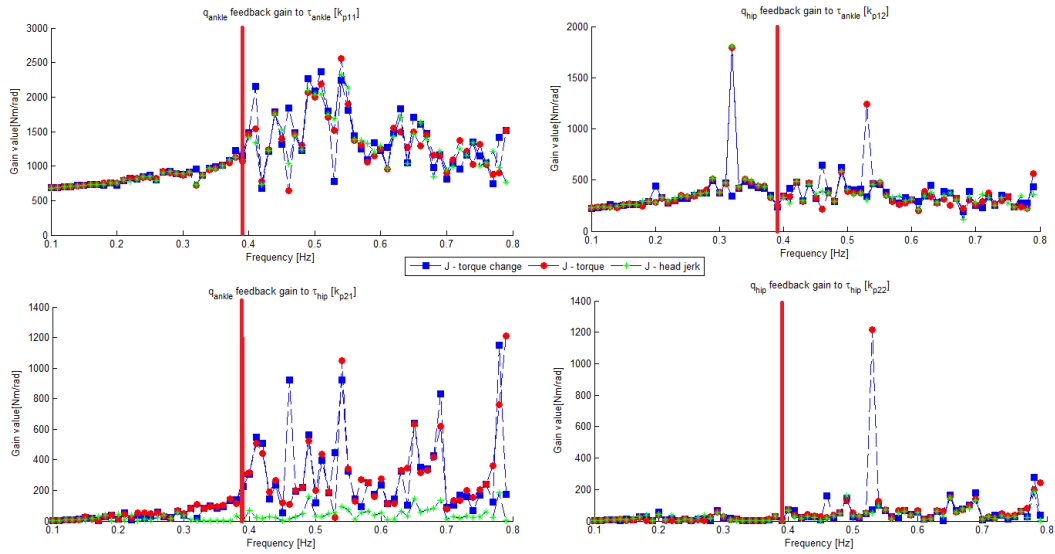 q_ankle feedback gain to τ_ankle [k_p11]
3000
2500
2000
1500
1000
500
0
Gain value[Nm/rad]
0.1 0.2 0.3 0.4 0.5 0.6 0.7 0.8
Frequency [Hz]
q_hip feedback gain to τ_ankle [k_p12]
2000
1500
1000
500
0
Gain value[Nm/rad]
0.1 0.2 0.3 0.4 0.5 0.6 0.7 0.8
Frequency [Hz]
J - torque change J - torque J - head jerk
q_ankle feedback gain to τ_hip [k_p21]
1400
1200
1000
800
600
400
200
0
Gain value[Nm/rad]
0.1 0.2 0.3 0.4 0.5 0.6 0.7 0.8
Frequency [Hz]
q_hip feedback gain to τ_hip [k_p22]
1400
1200
1000
800
600
400
200
0
Gain value[Nm/rad]
0.1 0.2 0.3 0.4 0.5 0.6 0.7 0.8
Frequency [Hz]